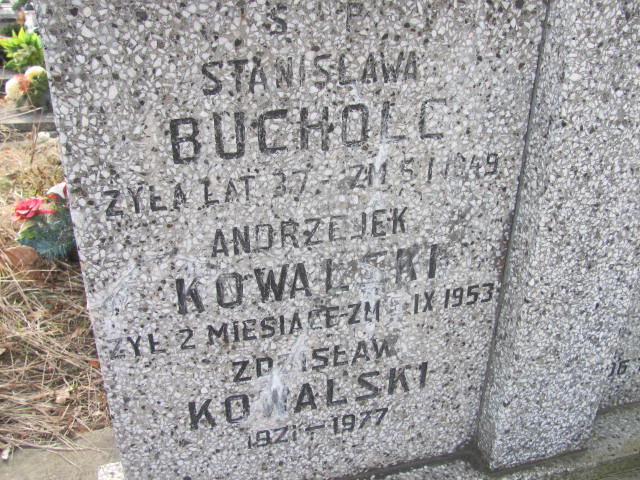 S P
STANISŁAWA
BUCHOLC
ŻYŁA LAT 37 ZM 5 I 1949
ANDRZEJEK
KOWALSKI
ŻYŁ 2 MIESIĄCE-ZM IX 1953
ZDZISŁAW
KOWALSKI
1921-1977